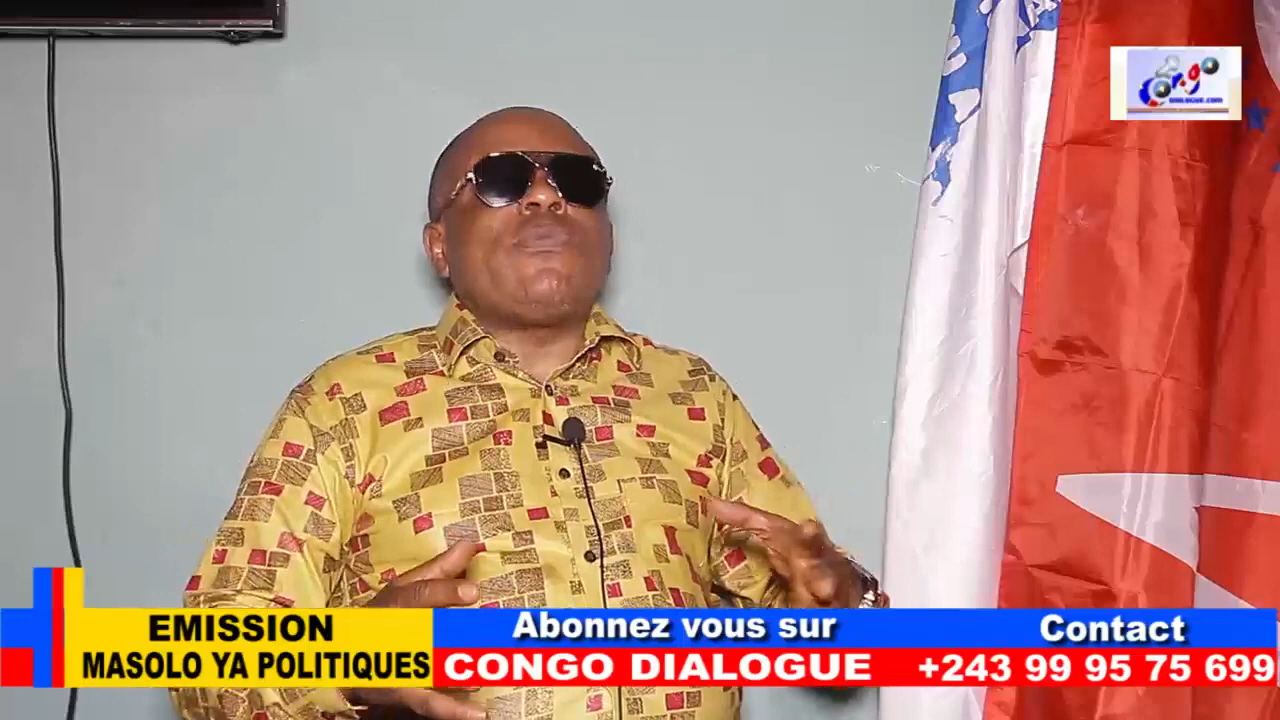 EMISSION
MASOLO YA POLITIQUES
Abonnez vous sur
CONGO DIALOGUE
Contact
+243 99 95 75 699